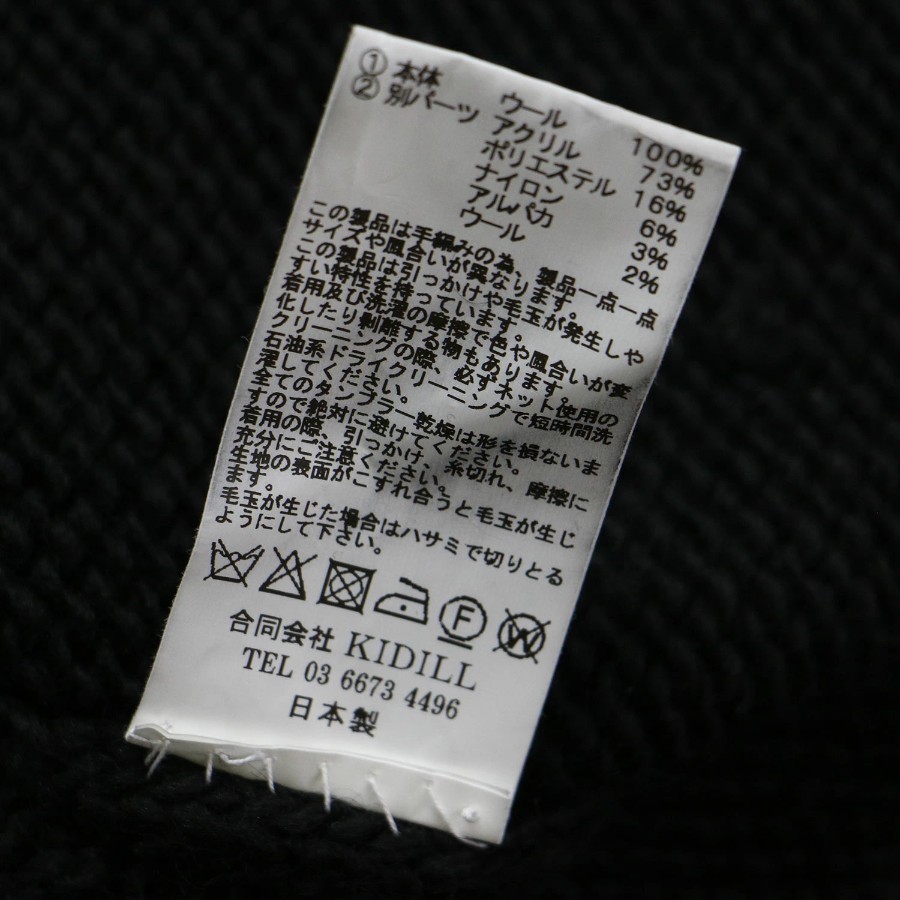 ① 本体 ウール 100%
② 別パーツ アクリル 73%
ポリエステル 16%
ナイロン 6%
アルパカ 3%
ウール 2%
この製品は手編みの為、製品一点一点
サイズや風合いが異なります。
この製品は引っかけや毛玉が発生しや
すい特性を持っています。
着用及び洗濯の摩擦で色や風合いが変
化したり剥離する物もあります。
クリーニングの際、必ずネット使用の
石油系ドライクリーニングで短時間洗
濯してください。
全てのタンブラー乾燥は形を損ないま
すので絶対に避けてください。
着用の際、引っかけ、糸切れ、摩擦に
充分にご注意ください。
生地の表面がこすれ合うと毛玉が生じ
ます。
毛玉が生じた場合はハサミで切りとる
ようにして下さい。
F W
合同会社 KIDILL
TEL 03 6673 4496
日本製